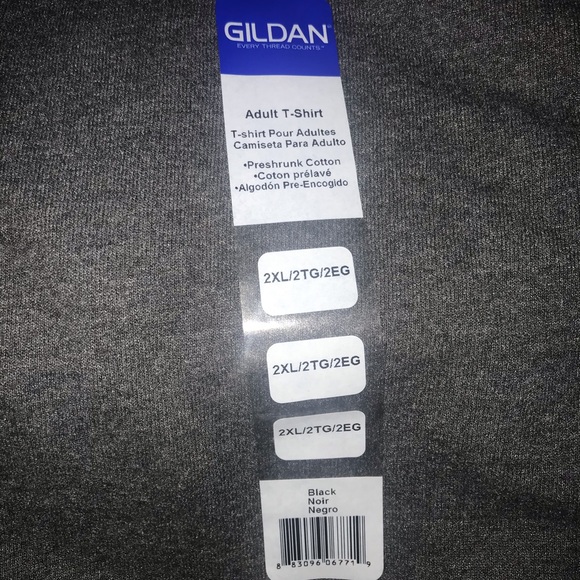 GILDAN
EVERY THREAD COUNTS.™
Adult T-Shirt
T-shirt Pour Adultes
Camiseta Para Adulto
•Preshrunk Cotton
•Coton prélavé
•Algodón Pre-Encogido
2XL/2TG/2EG
2XL/2TG/2EG
2XL/2TG/2EG
Black
Noir
Negro
8 83096 06771 9